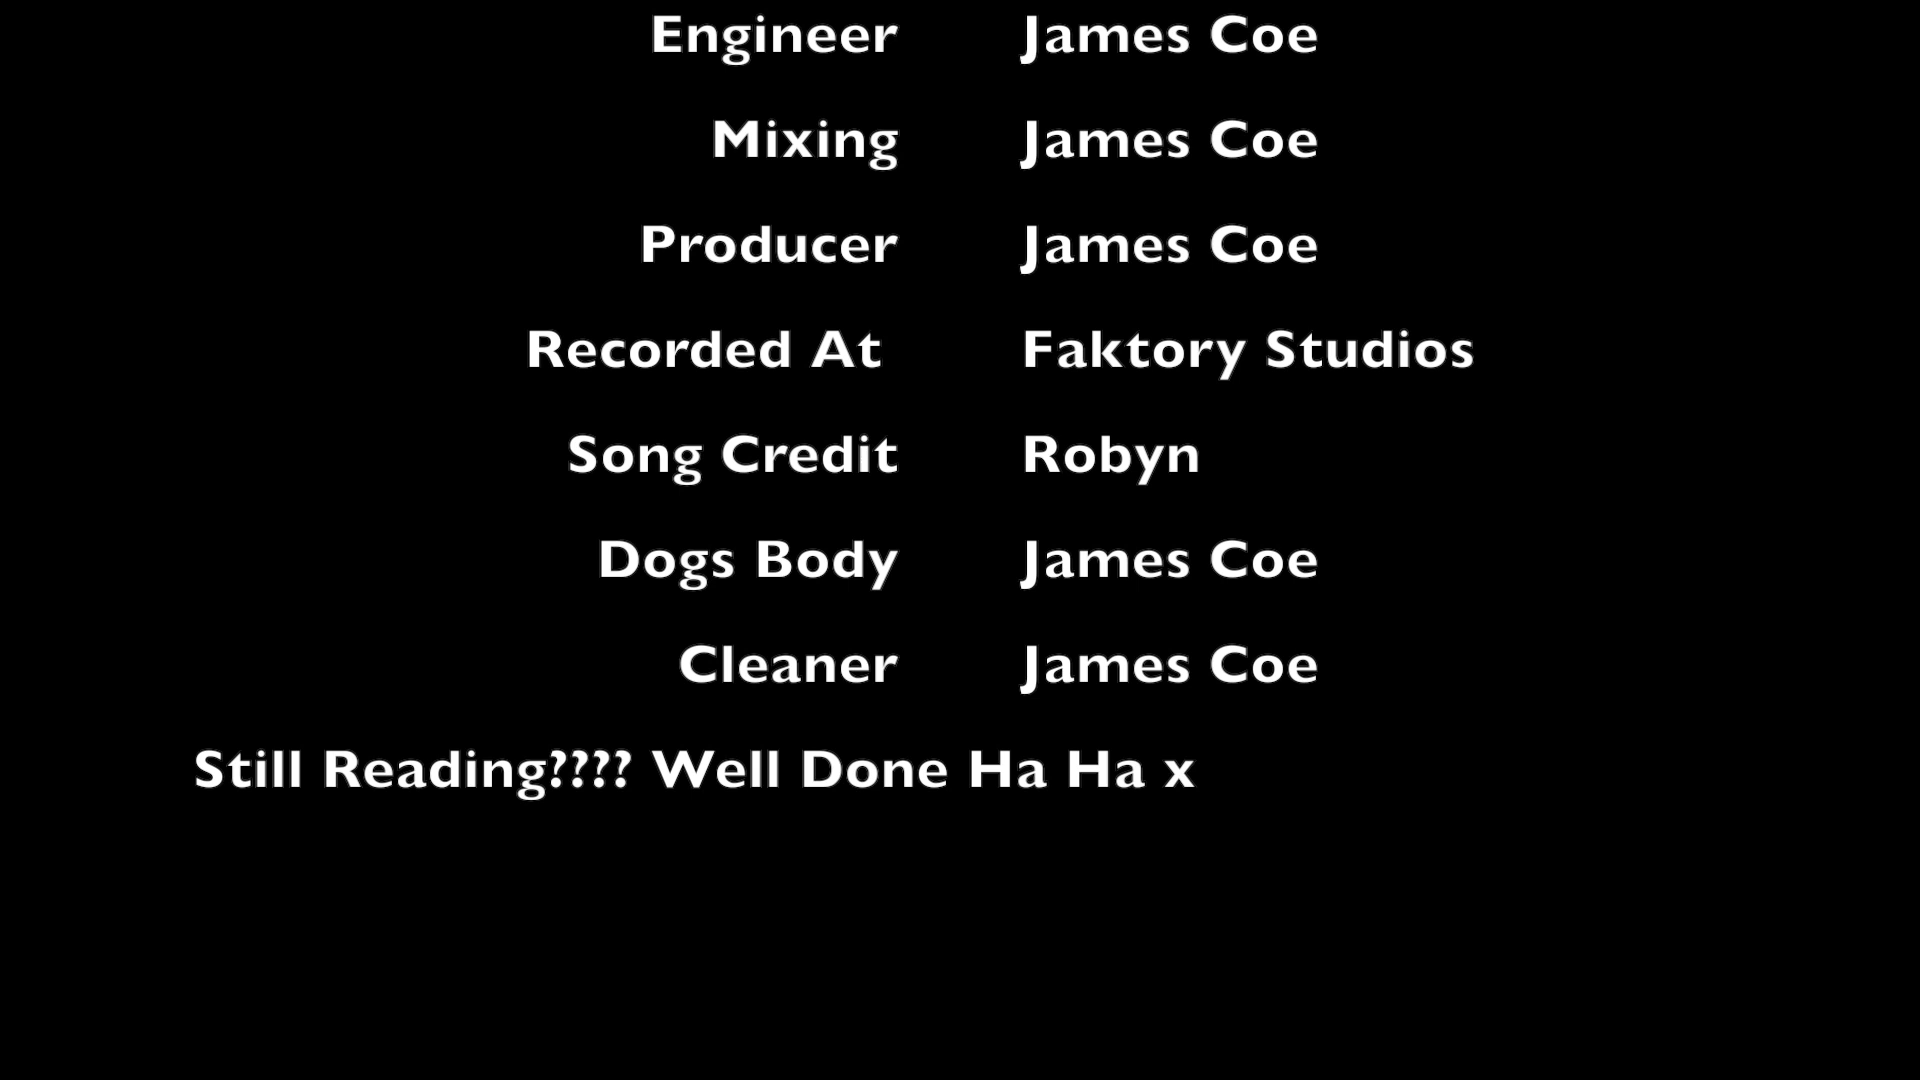 Engineer James Coe
Mixing James Coe
Producer James Coe
Recorded At Faktory Studios
Song Credit Robyn
Dogs Body James Coe
Cleaner James Coe
Still Reading???? Well Done Ha Ha x